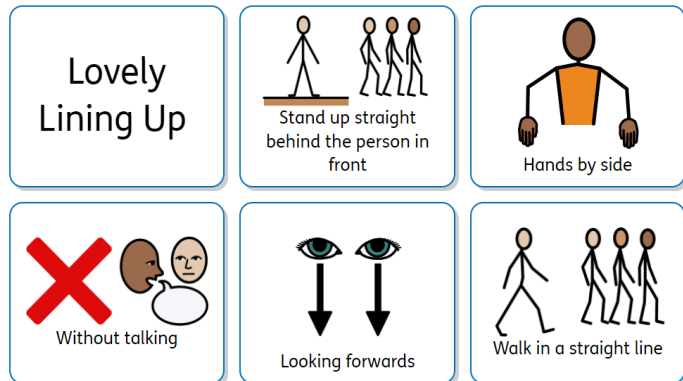 Lovely
Lining Up
Stand up straight
behind the person in
front
Hands by side
Without talking
Looking forwards
Walk in a straight line